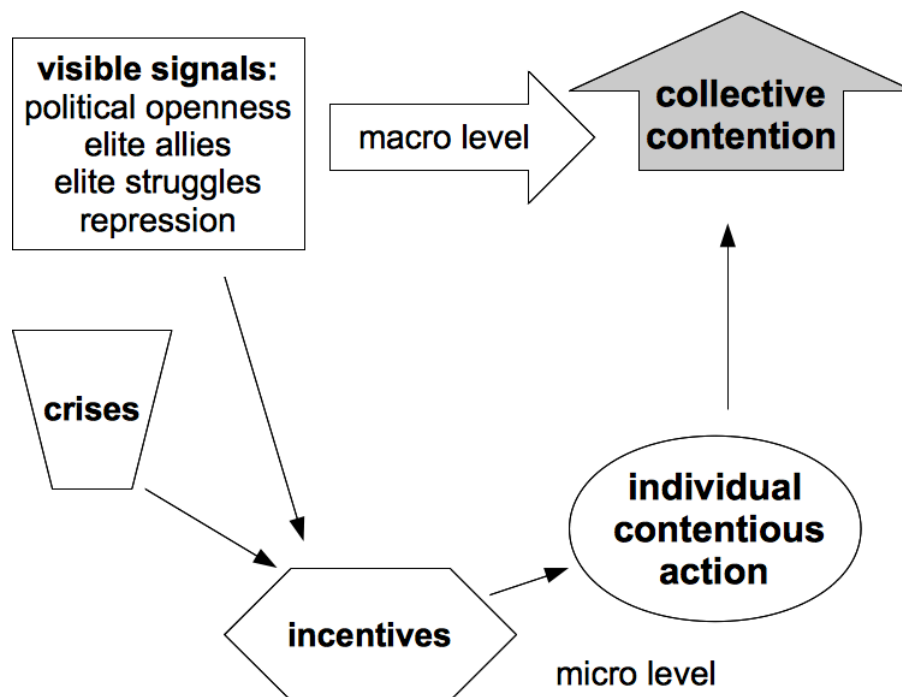 visible signals:
political openness
elite allies
elite struggles
repression
macro level
collective
contention
crises
individual
contentious
action
incentives
micro level